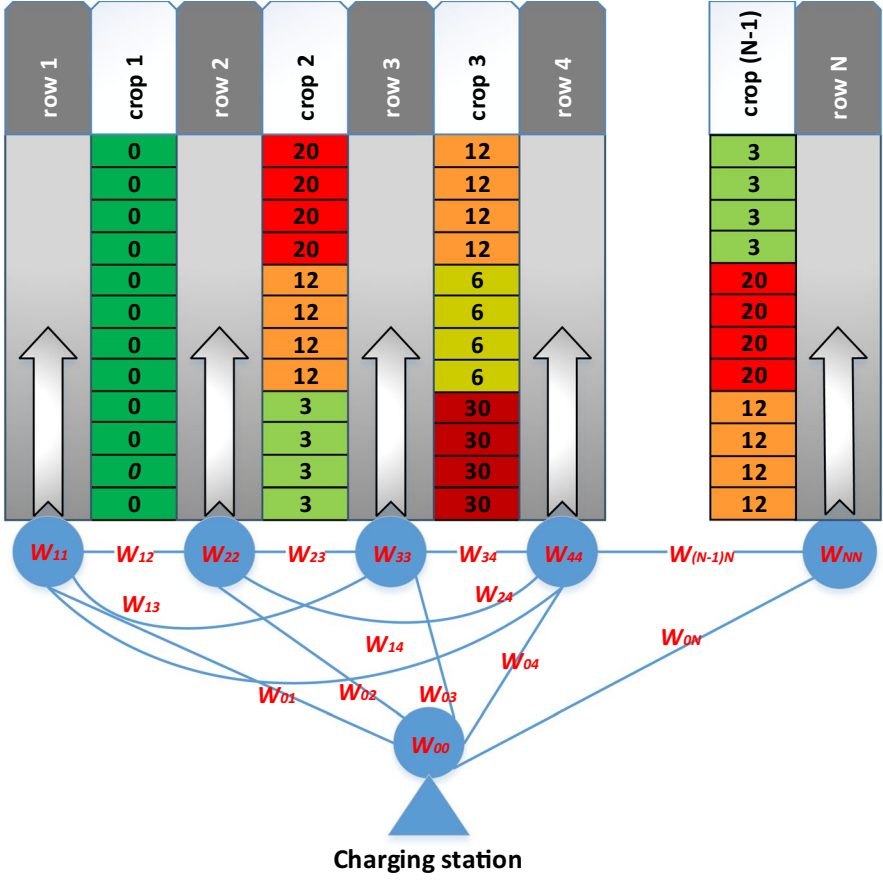 row 1 crop 1 row 2 crop 2 row 3 crop 3 row 4 crop (N-1) row N
0 20 12 3
0 20 12 3
0 20 12 3
0 20 12 3
0 12 6 20
0 12 6 20
0 12 6 20
0 12 6 20
0 3 30 12
0 3 30 12
0 3 30 12
0 3 30 12
W11 W12 W22 W23 W33 W34 W44 W(N-1)N WNN
W13 W24
W14 W0N
W04
W01 W02 W03
W00
Charging station